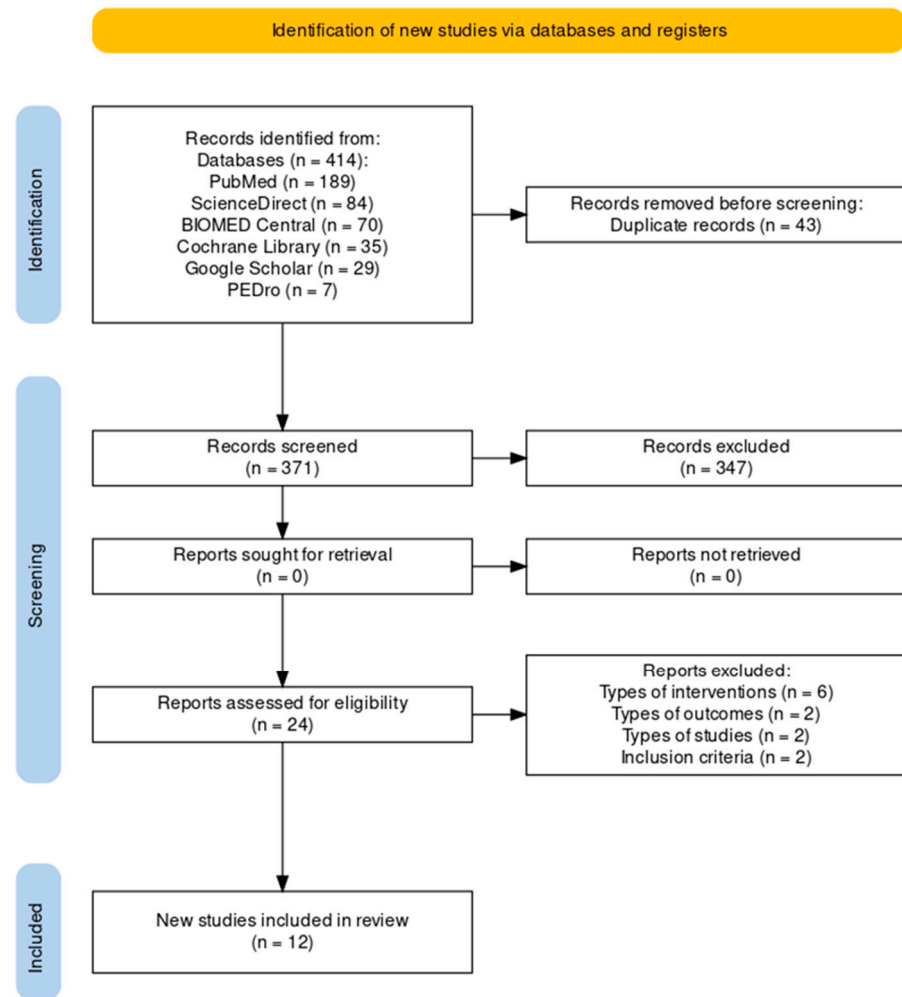 Identification of new studies via databases and registers
Identification
Records identified from:
Databases (n = 414):
PubMed (n = 189)
ScienceDirect (n = 84)
BIOMED Central (n = 70)
Cochrane Library (n = 35)
Google Scholar (n = 29)
PEDro (n = 7)
Records removed before screening:
Duplicate records (n = 43)
Screening
Records screened
(n = 371)
Records excluded
(n = 347)
Reports sought for retrieval
(n = 0)
Reports not retrieved
(n = 0)
Reports assessed for eligibility
(n = 24)
Reports excluded:
Types of interventions (n = 6)
Types of outcomes (n = 2)
Types of studies (n = 2)
Inclusion criteria (n = 2)
Included
New studies included in review
(n = 12)